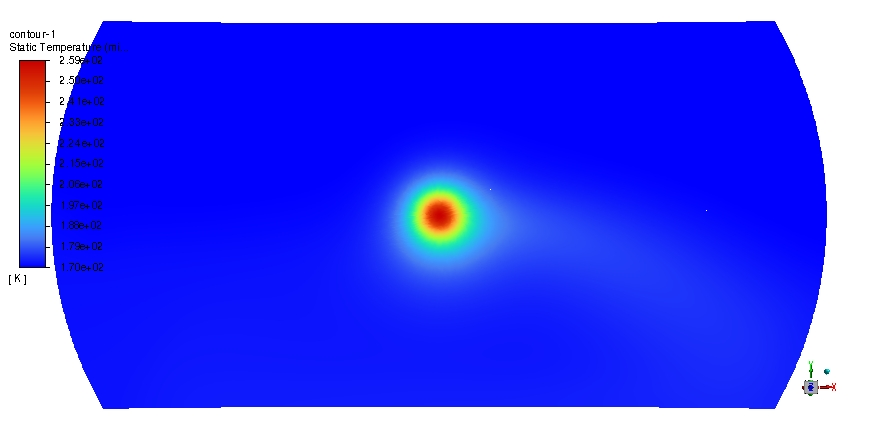 contour-1
Static Temperature (mi..
2.59e+02
2.50e+02
2.41e+02
2.33e+02
2.24e+02
2.15e+02
2.06e+02
1.97e+02
1.88e+02
1.79e+02
1.70e+02
[ K ]
Y
X